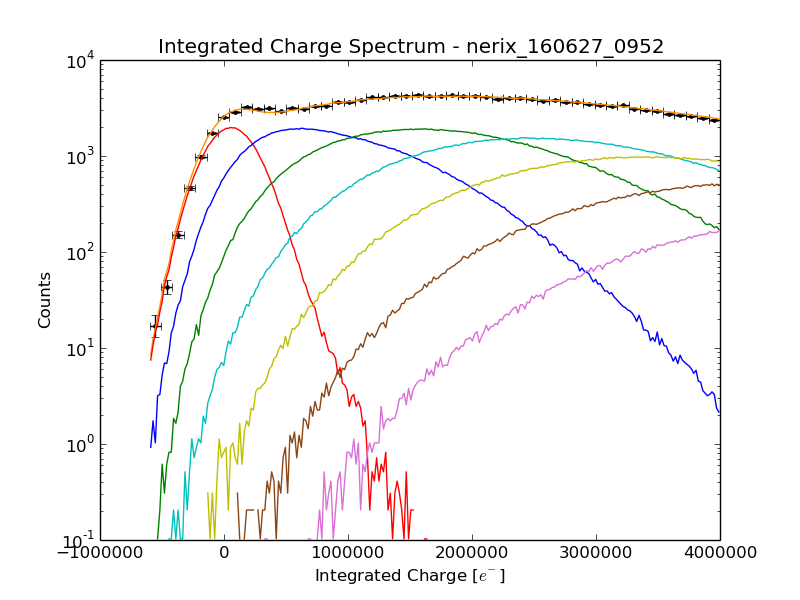 Integrated Charge Spectrum - nerix_160627_0952
10^4
10^3
10^2
10^1
10^0
10^-1
Counts
−1000000 0 1000000 2000000 3000000 4000000
Integrated Charge [e^-]